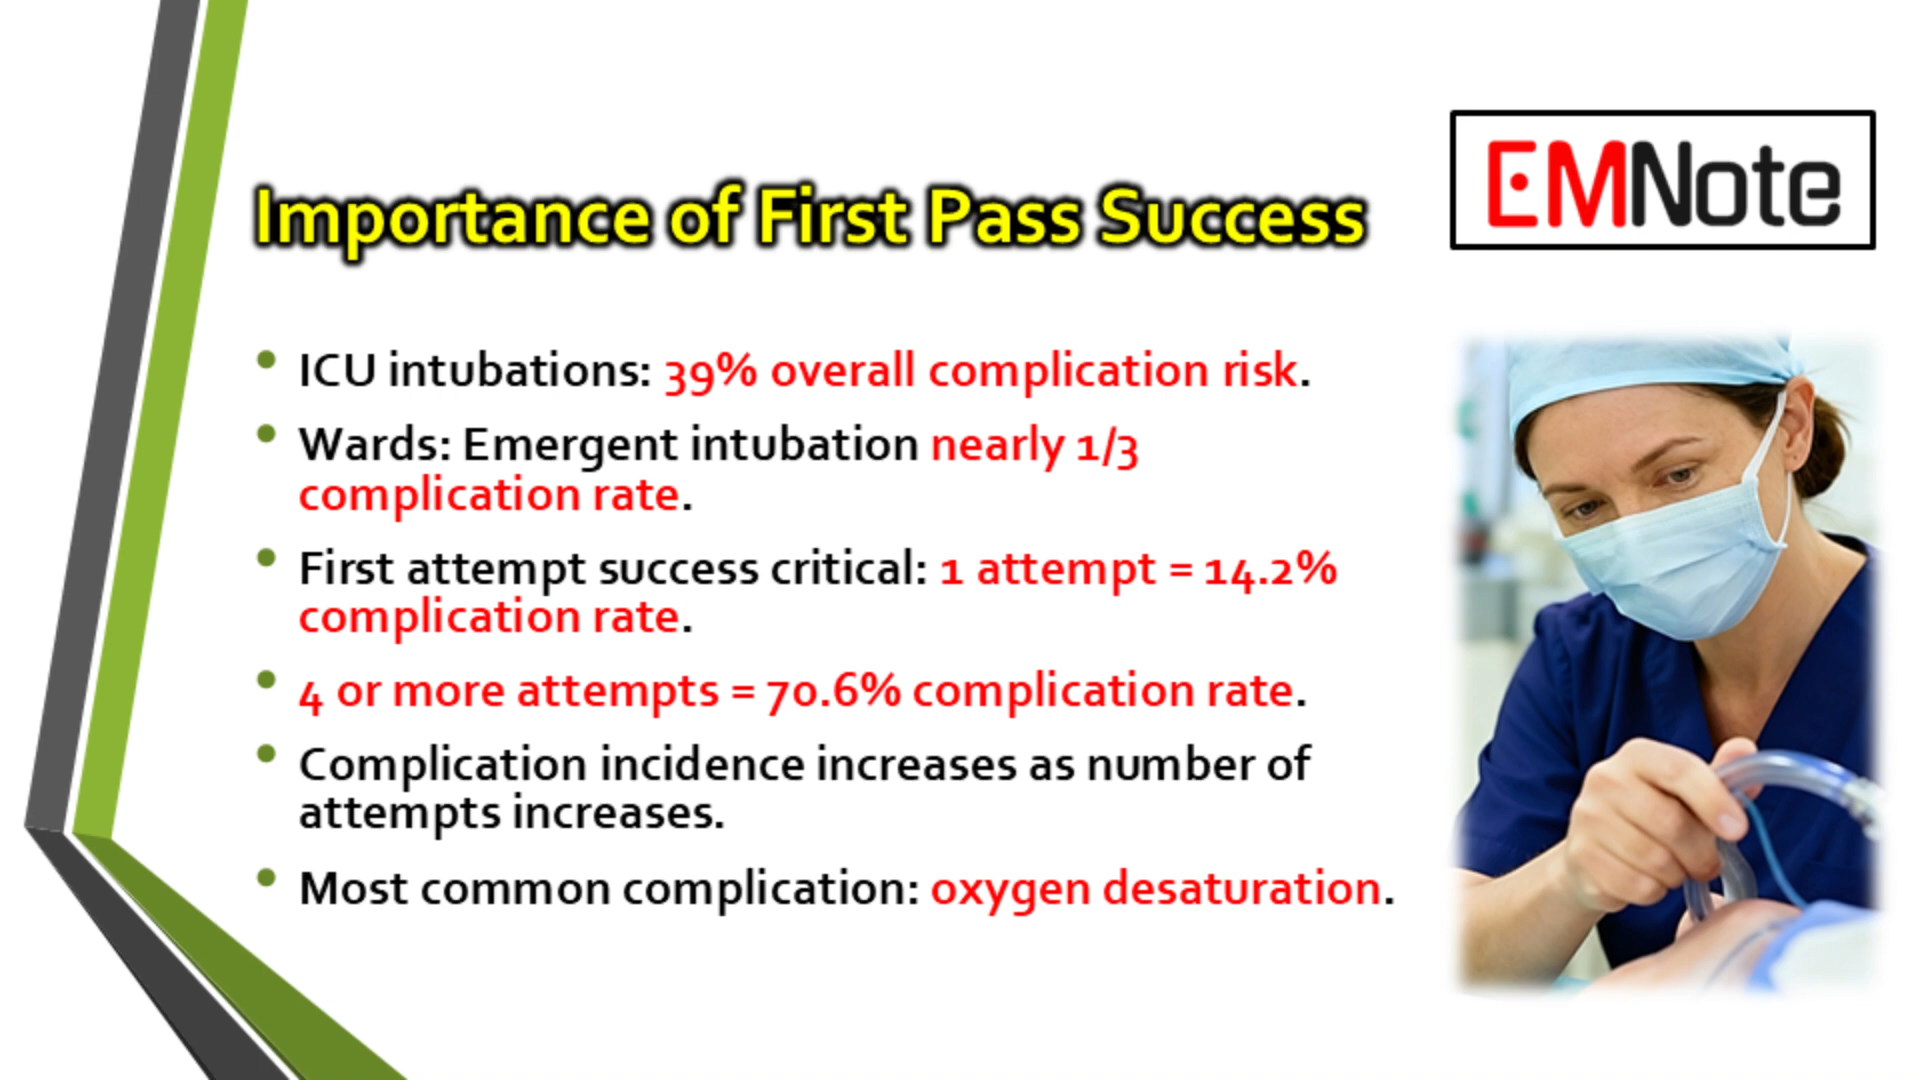 Importance of First Pass Success
EMNote
• ICU intubations: 39% overall complication risk.
• Wards: Emergent intubation nearly 1/3
complication rate.
• First attempt success critical: 1 attempt = 14.2%
complication rate.
• 4 or more attempts = 70.6% complication rate.
• Complication incidence increases as number of
attempts increases.
• Most common complication: oxygen desaturation.